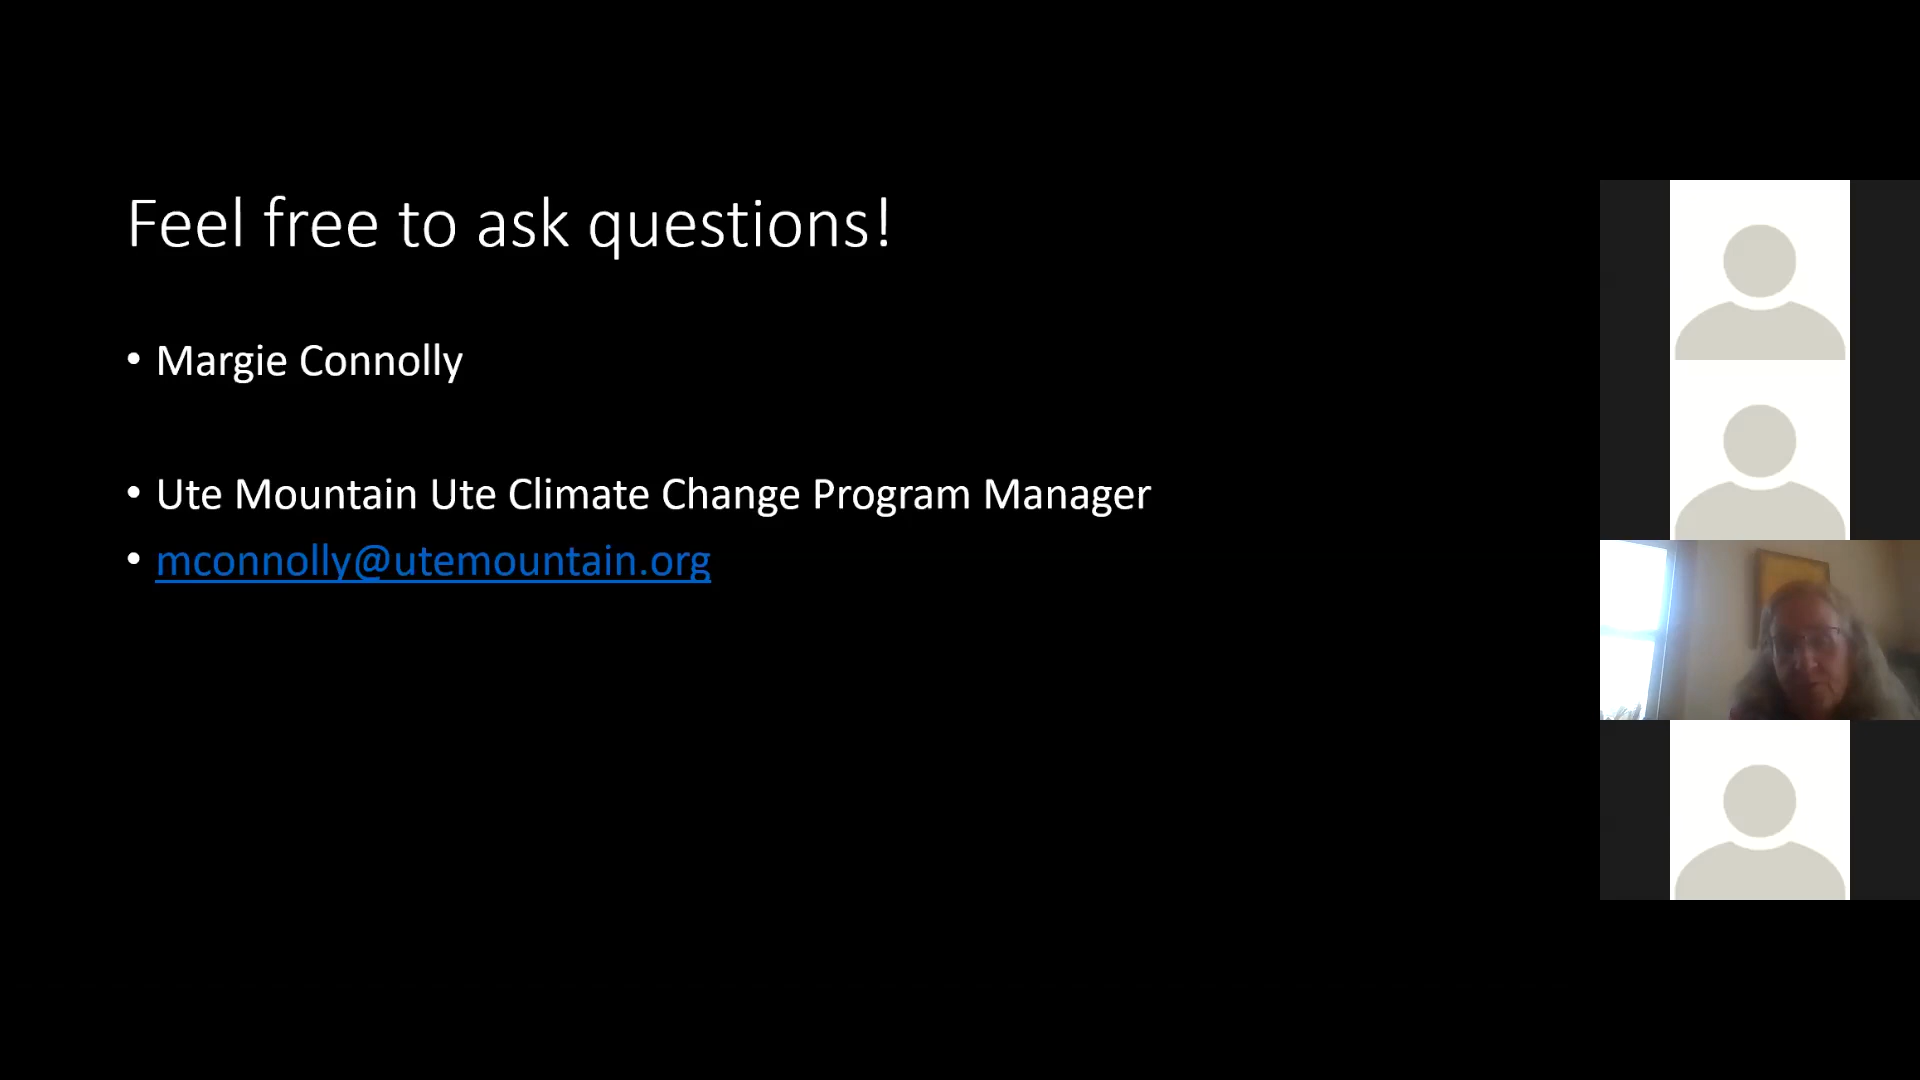 Feel free to ask questions!
• Margie Connolly
• Ute Mountain Ute Climate Change Program Manager
• mconnolly@utemountain.org